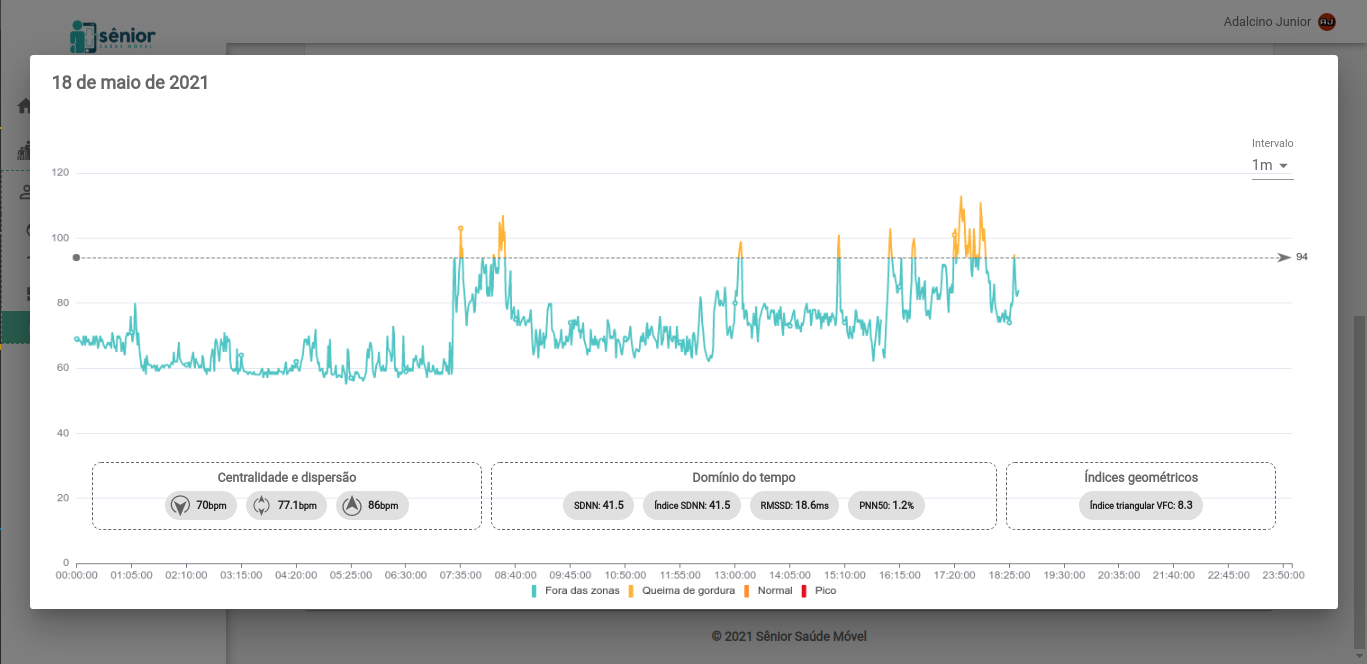 Adalcino Junior AJ
sênior
SAÚDE MÓVEL
18 de maio de 2021
Intervalo
1m
120
100
94
80
60
40
Centralidade e dispersão
70bpm 77.1bpm 86bpm
Domínio do tempo
SDNN: 41.5 Índice SDNN: 41.5 RMSSD: 18.6ms PNN50: 1.2%
Índices geométricos
Índice triangular VFC: 8.3
20
0
00:00:00 01:05:00 02:10:00 03:15:00 04:20:00 05:25:00 06:30:00 07:35:00 08:40:00 09:45:00 10:50:00 11:55:00 13:00:00 14:05:00 15:10:00 16:15:00 17:20:00 18:25:00 19:30:00 20:35:00 21:40:00 22:45:00 23:50:00
Fora das zonas Queima de gordura Normal Pico
© 2021 Sênior Saúde Móvel